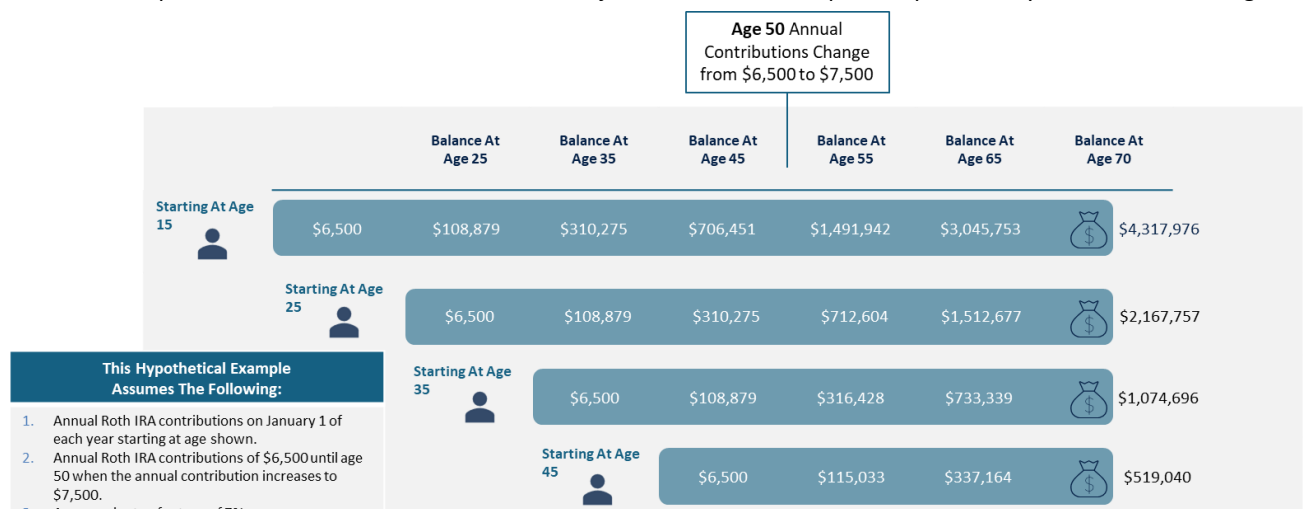 Age 50 Annual
Contributions Change
from $6,500 to $7,500
Balance At Age 25
Balance At Age 35
Balance At Age 45
Balance At Age 55
Balance At Age 65
Balance At Age 70
Starting At Age 15
$6,500 $108,879 $310,275 $706,451 $1,491,942 $3,045,753 $ $4,317,976
Starting At Age 25
$6,500 $108,879 $310,275 $712,604 $1,512,677 $ $2,167,757
Starting At Age 35
$6,500 $108,879 $316,428 $733,339 $ $1,074,696
Starting At Age 45
$6,500 $115,033 $337,164 $ $519,040
This Hypothetical Example
Assumes The Following:
1. Annual Roth IRA contributions on January 1 of
each year starting at age shown.
2. Annual Roth IRA contributions of $6,500 until age
50 when the annual contribution increases to
$7,500.